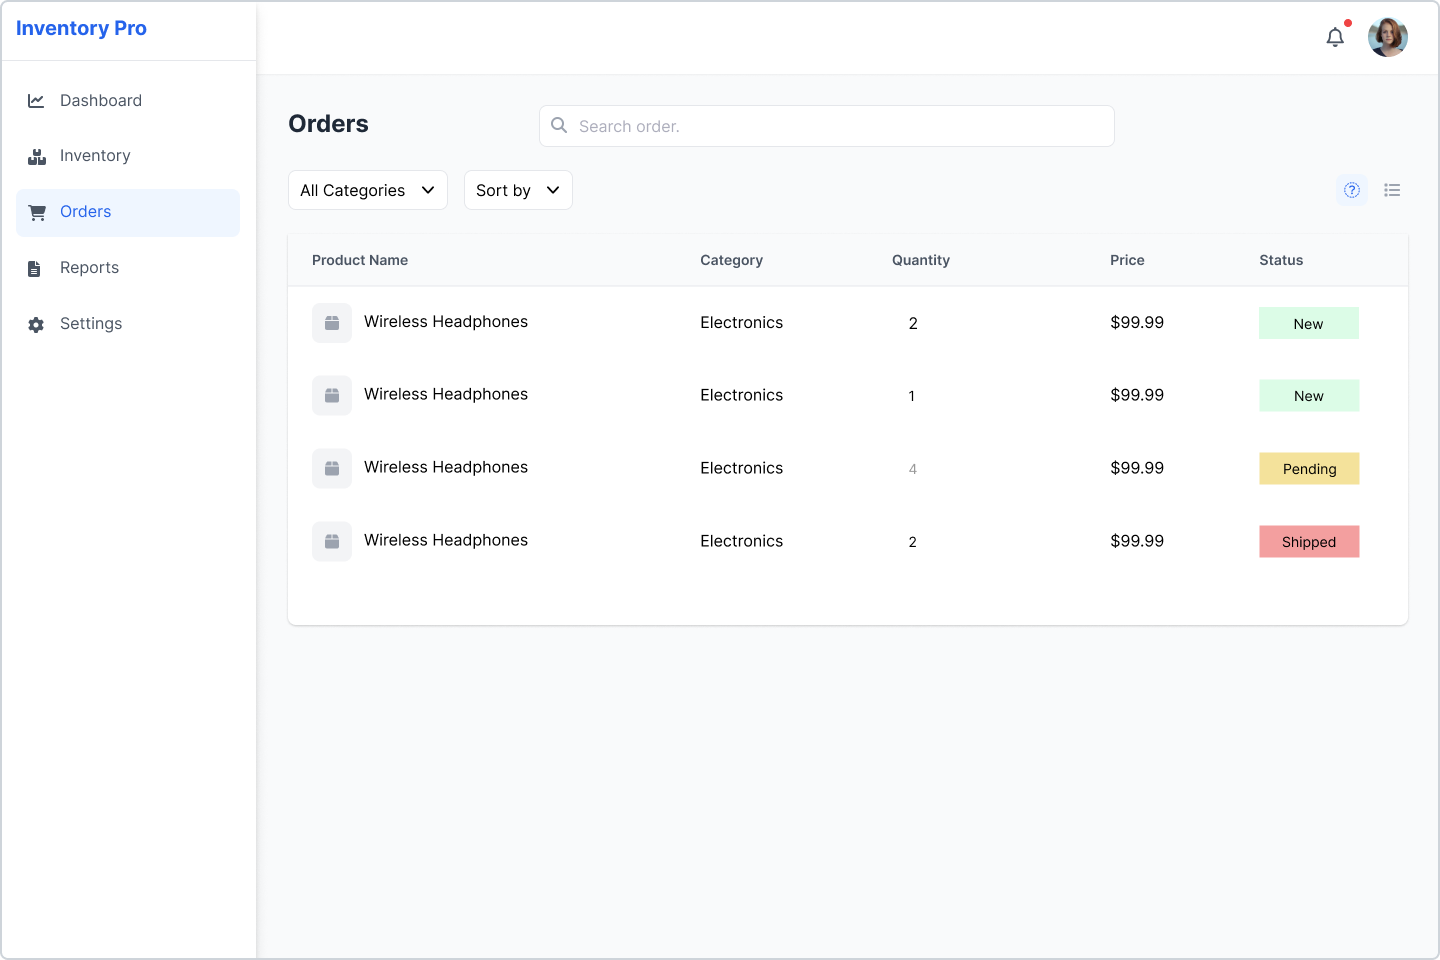 Inventory Pro
Dashboard
Inventory
Orders
Reports
Settings
Orders
Search order.
All Categories
Sort by
?
Product Name Category Quantity Price Status
Wireless Headphones Electronics 2 $99.99 New
Wireless Headphones Electronics 1 $99.99 New
Wireless Headphones Electronics 4 $99.99 Pending
Wireless Headphones Electronics 2 $99.99 Shipped